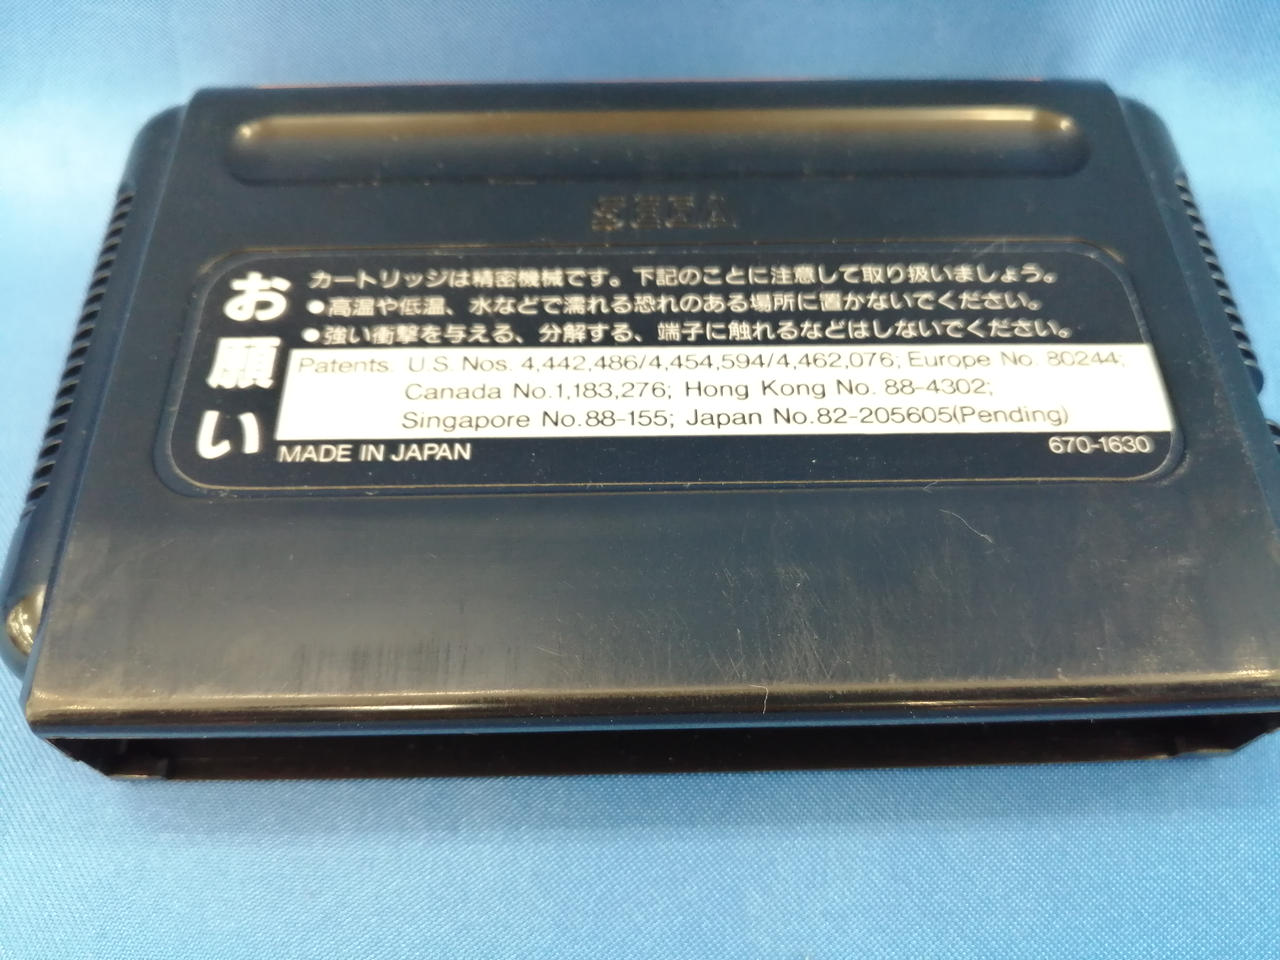 SEGA
お願い
カートリッジは精密機械です。下記のことに注意して取り扱いましょう。
●高温や低温、水などで濡れる恐れのある場所に置かないでください。
●強い衝撃を与える、分解する、端子に触れるなどはしないでください。
Patents: U.S. Nos. 4,442,486/4,454,594/4,462,076; Europe No. 80244;
Canada No.1,183,276; Hong Kong No. 88-4302;
Singapore No.88-155; Japan No.82-205605(Pending)
MADE IN JAPAN 670-1630